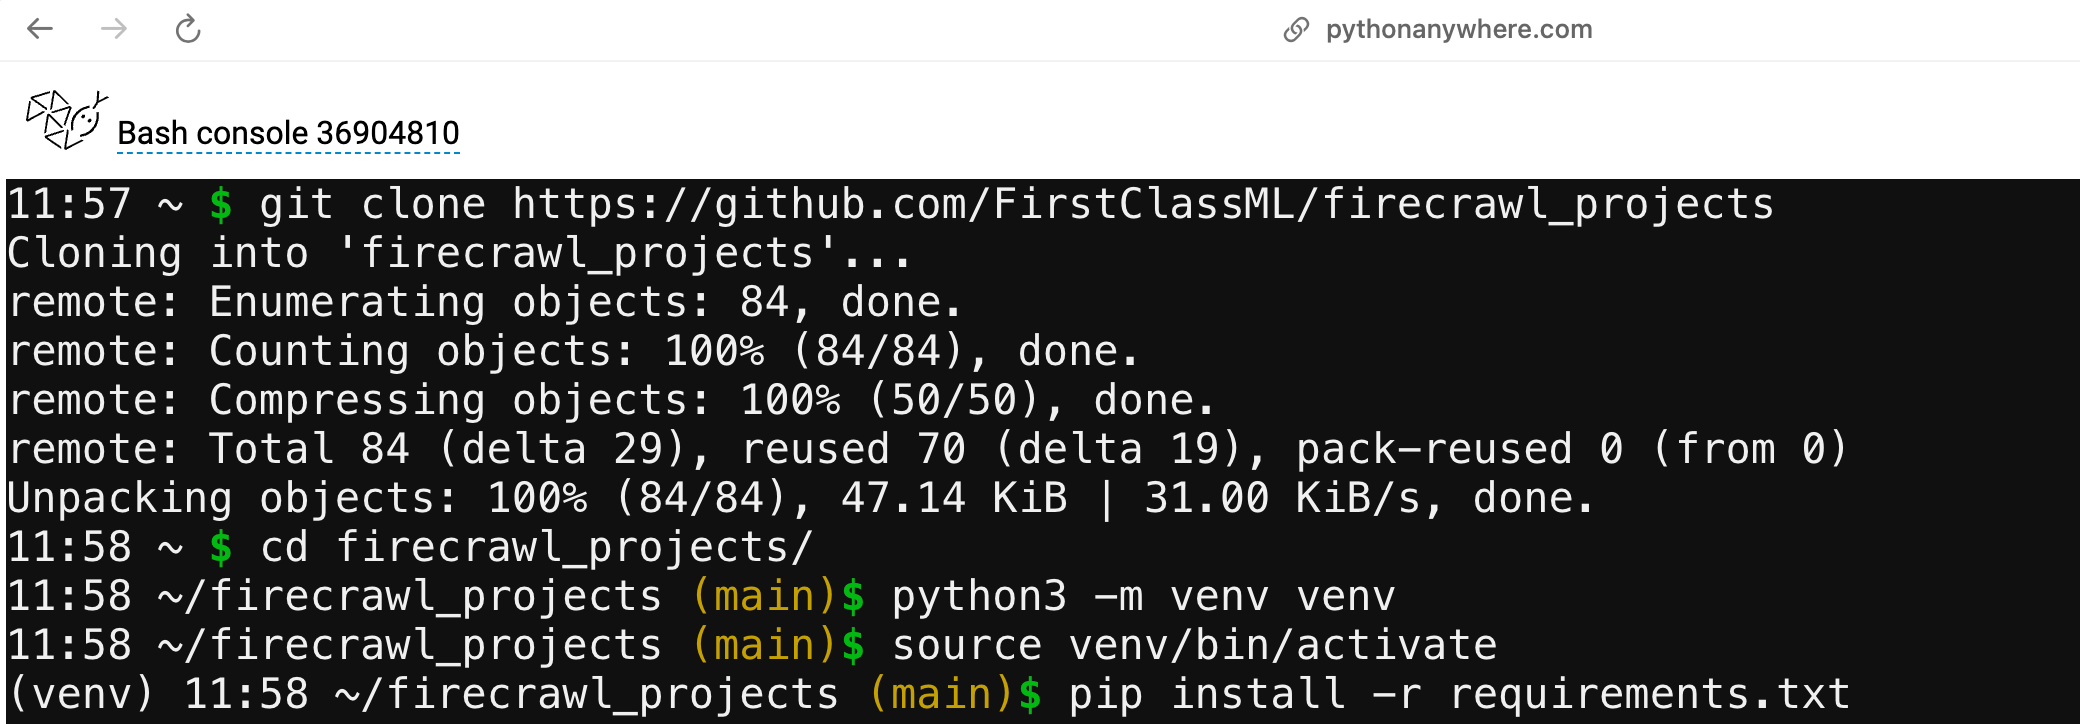 pythonanywhere.com
Bash console 36904810
11:57 ~ $ git clone https://github.com/FirstClassML/firecrawl_projects
Cloning into 'firecrawl_projects'...
remote: Enumerating objects: 84, done.
remote: Counting objects: 100% (84/84), done.
remote: Compressing objects: 100% (50/50), done.
remote: Total 84 (delta 29), reused 70 (delta 19), pack-reused 0 (from 0)
Unpacking objects: 100% (84/84), 47.14 KiB | 31.00 KiB/s, done.
11:58 ~ $ cd firecrawl_projects/
11:58 ~/firecrawl_projects (main)$ python3 -m venv venv
11:58 ~/firecrawl_projects (main)$ source venv/bin/activate
(venv) 11:58 ~/firecrawl_projects (main)$ pip install -r requirements.txt